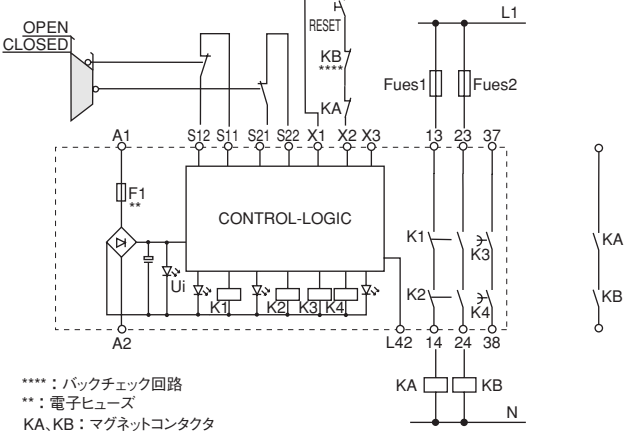 L1
RESET
OPEN
CLOSED
KB
****
Fues1 Fues2
KA
A1 S12 S11 S21 S22 X1 X2 X3 13 23 37
F1
**
CONTROL-LOGIC
K1 K3 KA
Ui
K1 K2 K3 K4 K2 K4 KB
A2 L42 14 24 38
****：バックチェック回路
**：電子ヒューズ
KA、KB：マグネットコンタクタ
KA KB
N